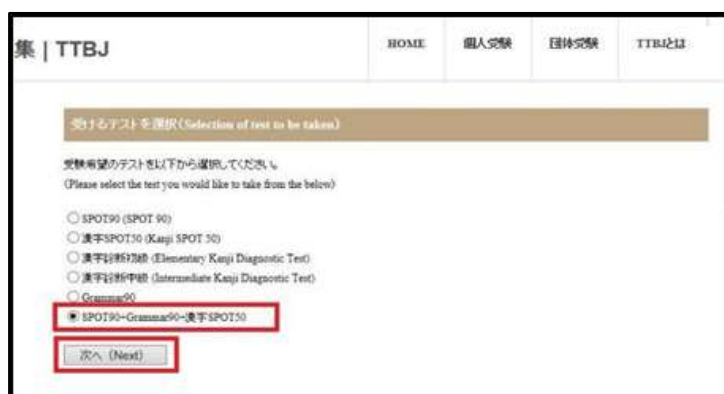 集 | TTBJ
HOME 個人受験 団体受験 TTBJとは
受けるテストを選択(Selection of test to be taken)
受験希望のテストを以下から選択してください。
(Please select the test you would like to take from the below)
SPOT90 (SPOT 90)
漢字SPOT50 (Kanji SPOT 50)
漢字診断初級 (Elementary Kanji Diagnostic Test)
漢字診断中級 (Intermediate Kanji Diagnostic Test)
Grammar90
SPOT90+Grammar90+漢字SPOT50
次へ (Next)